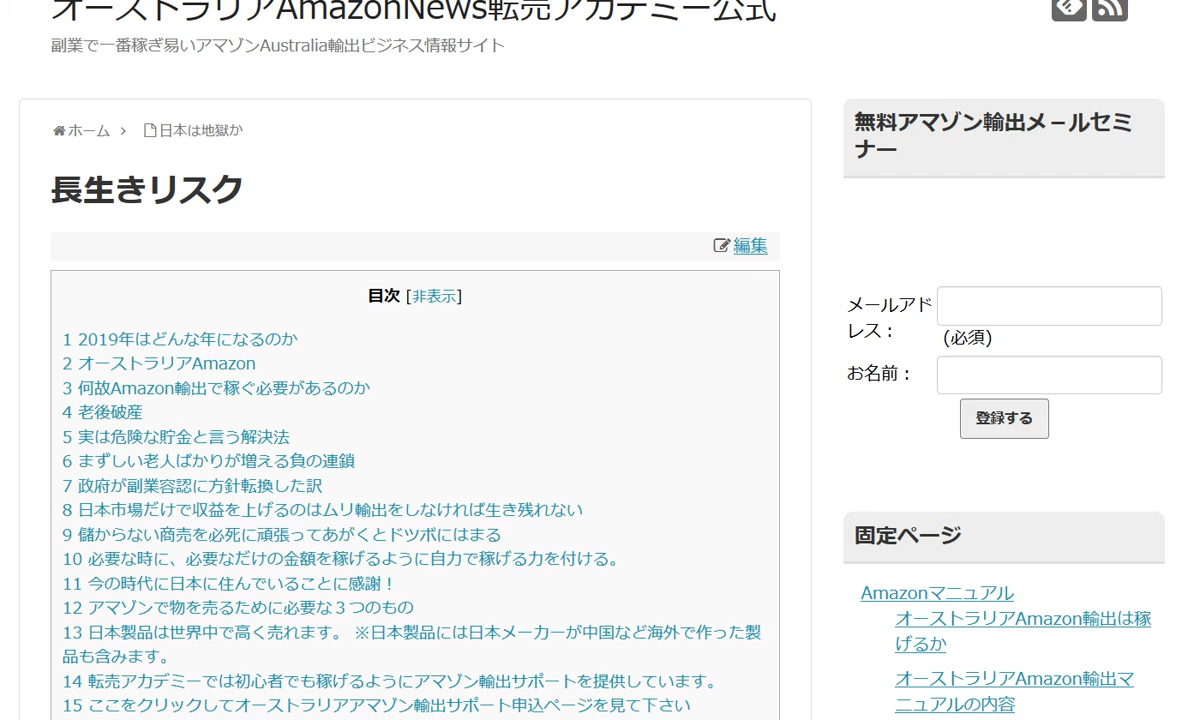 オーストラリアAmazonNews転売アカデミー公式
副業で一番稼ぎ易いアマゾンAustralia輸出ビジネス情報サイト
ホーム › 日本は地獄か
長生きリスク
編集
目次 [非表示]
1 2019年はどんな年になるのか
2 オーストラリアAmazon
3 何故Amazon輸出で稼ぐ必要があるのか
4 老後破産
5 実は危険な貯金と言う解決法
6 まずしい老人ばかりが増える負の連鎖
7 政府が副業容認に方針転換した訳
8 日本市場だけで収益を上げるのはムリ輸出をしなければ生き残れない
9 儲からない商売を必死に頑張ってあがくとドツボにはまる
10 必要な時に、必要なだけの金額を稼げるように自力で稼げる力を付ける。
11 今の時代に日本に住んでいることに感謝！
12 アマゾンで物を売るために必要な３つのもの
13 日本製品は世界中で高く売れます。 ※日本製品には日本メーカーが中国など海外で作った製
品も含みます。
14 転売アカデミーでは初心者でも稼げるようにアマゾン輸出サポートを提供しています。
15 ここをクリックしてオーストラリアアマゾン輸出サポート申込ページを見て下さい
無料アマゾン輸出メールセミ
ナー
メールアド
レス：
(必須)
お名前：
登録する
固定ページ
Amazonマニュアル
オーストラリアAmazon輸出は稼
げるか
オーストラリアAmazon輸出マ
ニュアルの内容